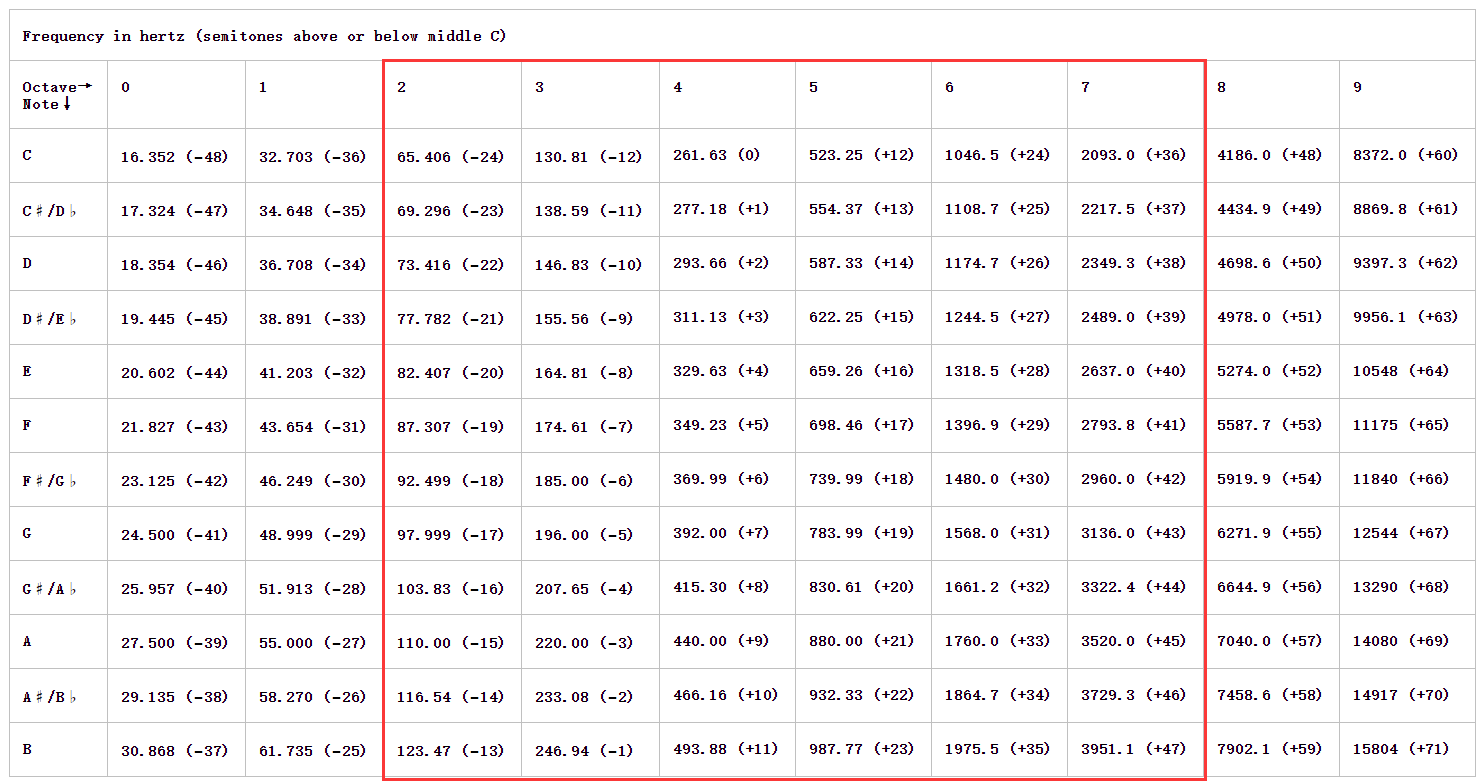 Frequency in hertz (semitones above or below middle C)
Octave→ 0 1 2 3 4 5 6 7 8 9
Note↓
C 16.352 (-48) 32.703 (-36) 65.406 (-24) 130.81 (-12) 261.63 (0) 523.25 (+12) 1046.5 (+24) 2093.0 (+36) 4186.0 (+48) 8372.0 (+60)
C♯/D♭ 17.324 (-47) 34.648 (-35) 69.296 (-23) 138.59 (-11) 277.18 (+1) 554.37 (+13) 1108.7 (+25) 2217.5 (+37) 4434.9 (+49) 8869.8 (+61)
D 18.354 (-46) 36.708 (-34) 73.416 (-22) 146.83 (-10) 293.66 (+2) 587.33 (+14) 1174.7 (+26) 2349.3 (+38) 4698.6 (+50) 9397.3 (+62)
D♯/E♭ 19.445 (-45) 38.891 (-33) 77.782 (-21) 155.56 (-9) 311.13 (+3) 622.25 (+15) 1244.5 (+27) 2489.0 (+39) 4978.0 (+51) 9956.1 (+63)
E 20.602 (-44) 41.203 (-32) 82.407 (-20) 164.81 (-8) 329.63 (+4) 659.26 (+16) 1318.5 (+28) 2637.0 (+40) 5274.0 (+52) 10548 (+64)
F 21.827 (-43) 43.654 (-31) 87.307 (-19) 174.61 (-7) 349.23 (+5) 698.46 (+17) 1396.9 (+29) 2793.8 (+41) 5587.7 (+53) 11175 (+65)
F♯/G♭ 23.125 (-42) 46.249 (-30) 92.499 (-18) 185.00 (-6) 369.99 (+6) 739.99 (+18) 1480.0 (+30) 2960.0 (+42) 5919.9 (+54) 11840 (+66)
G 24.500 (-41) 48.999 (-29) 97.999 (-17) 196.00 (-5) 392.00 (+7) 783.99 (+19) 1568.0 (+31) 3136.0 (+43) 6271.9 (+55) 12544 (+67)
G♯/A♭ 25.957 (-40) 51.913 (-28) 103.83 (-16) 207.65 (-4) 415.30 (+8) 830.61 (+20) 1661.2 (+32) 3322.4 (+44) 6644.9 (+56) 13290 (+68)
A 27.500 (-39) 55.000 (-27) 110.00 (-15) 220.00 (-3) 440.00 (+9) 880.00 (+21) 1760.0 (+33) 3520.0 (+45) 7040.0 (+57) 14080 (+69)
A♯/B♭ 29.135 (-38) 58.270 (-26) 116.54 (-14) 233.08 (-2) 466.16 (+10) 932.33 (+22) 1864.7 (+34) 3729.3 (+46) 7458.6 (+58) 14917 (+70)
B 30.868 (-37) 61.735 (-25) 123.47 (-13) 246.94 (-1) 493.88 (+11) 987.77 (+23) 1975.5 (+35) 3951.1 (+47) 7902.1 (+59) 15804 (+71)